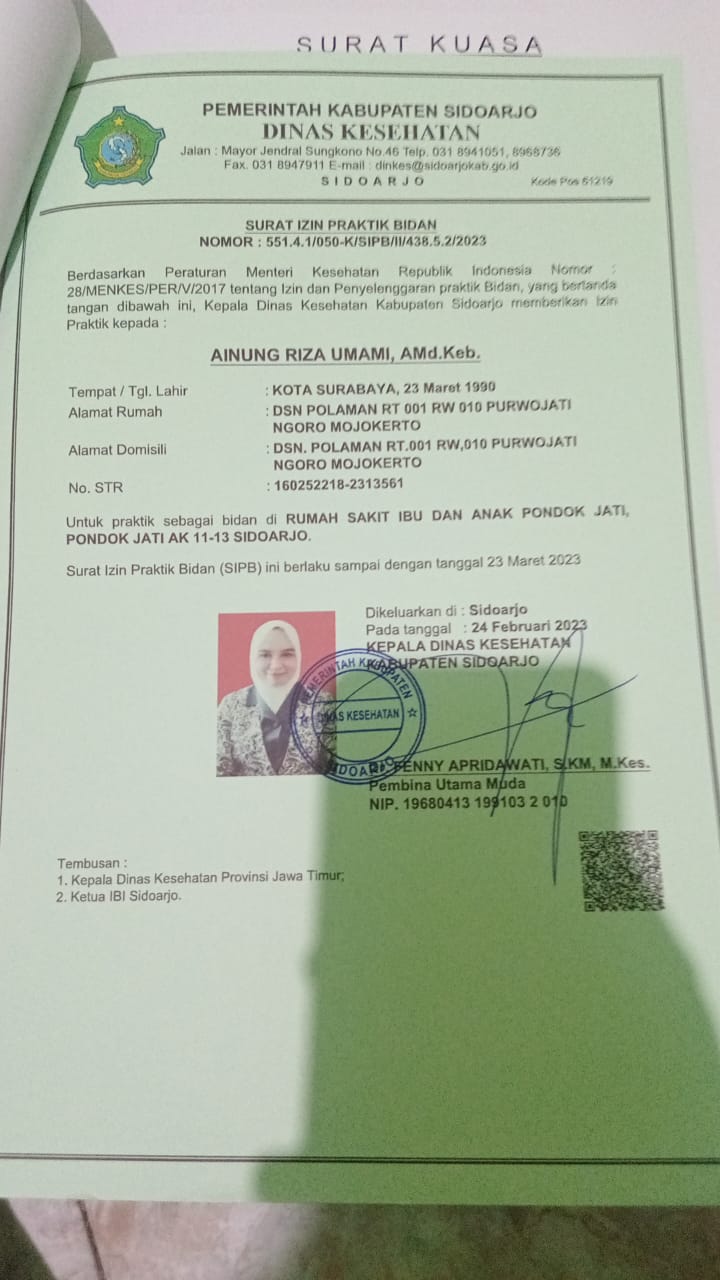 SURAT KUASA
PEMERINTAH KABUPATEN SIDOARJO
DINAS KESEHATAN
Jalan : Mayor Jendral Sungkono No.46 Telp. 031 8941051, 8968736
Fax. 031 8947911 E-mail : dinkes@sidoarjokab.go.id
SIDOARJO Kode Pos 61219
SURAT IZIN PRAKTIK BIDAN
NOMOR : 551.4.1/050-K/SIPB/II/438.5.2/2023
Berdasarkan Peraturan Menteri Kesehatan Republik Indonesia Nomor :
28/MENKES/PER/V/2017 tentang Izin dan Penyelenggaran praktik Bidan, yang bertanda
tangan dibawah ini, Kepala Dinas Kesehatan Kabupaten Sidoarjo memberikan Izin
Praktik kepada :
AINUNG RIZA UMAMI, AMd.Keb.
Tempat / Tgl. Lahir : KOTA SURABAYA, 23 Maret 1990
Alamat Rumah : DSN POLAMAN RT 001 RW 010 PURWOJATI
NGORO MOJOKERTO
Alamat Domisili : DSN. POLAMAN RT.001 RW,010 PURWOJATI
NGORO MOJOKERTO
No. STR : 160252218-2313561
Untuk praktik sebagai bidan di RUMAH SAKIT IBU DAN ANAK PONDOK JATI,
PONDOK JATI AK 11-13 SIDOARJO.
Surat Izin Praktik Bidan (SIPB) ini berlaku sampai dengan tanggal 23 Maret 2023
Dikeluarkan di : Sidoarjo
Pada tanggal : 24 Februari 2023
KEPALA DINAS KESEHATAN
KABUPATEN SIDOARJO
PEMERINTAH KABUPATEN
DINAS KESEHATAN
SIDOARJO
FENNY APRIDAWATI, S.KM, M.Kes.
Pembina Utama Muda
NIP. 19680413 199103 2 010
Tembusan :
1. Kepala Dinas Kesehatan Provinsi Jawa Timur;
2. Ketua IBI Sidoarjo.